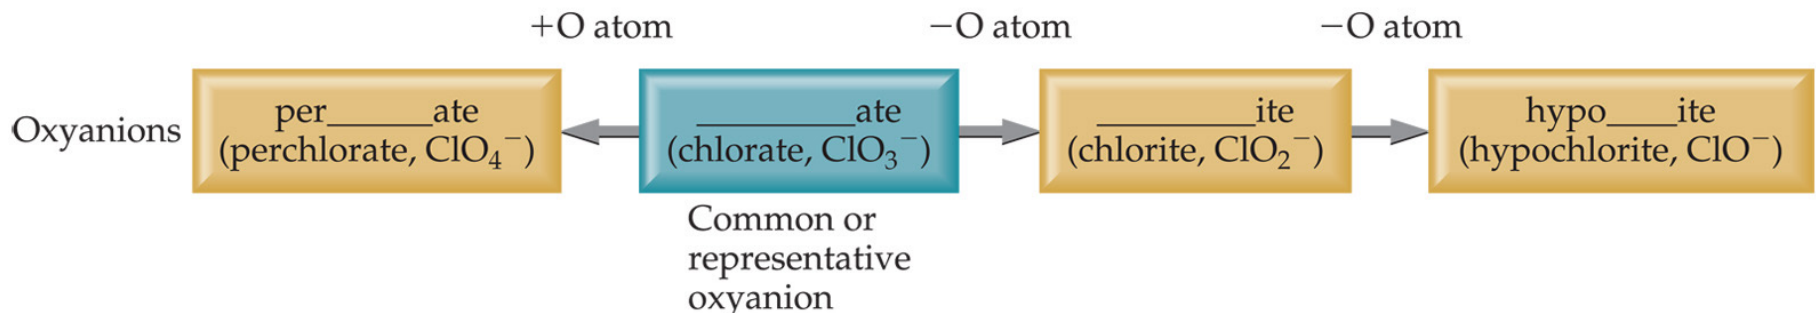 +O atom
−O atom
−O atom
Oxyanions
per______ate
(perchlorate, ClO₄⁻)
_________ate
(chlorate, ClO₃⁻)
_________ite
(chlorite, ClO₂⁻)
hypo____ite
(hypochlorite, ClO⁻)
Common or
representative
oxyanion